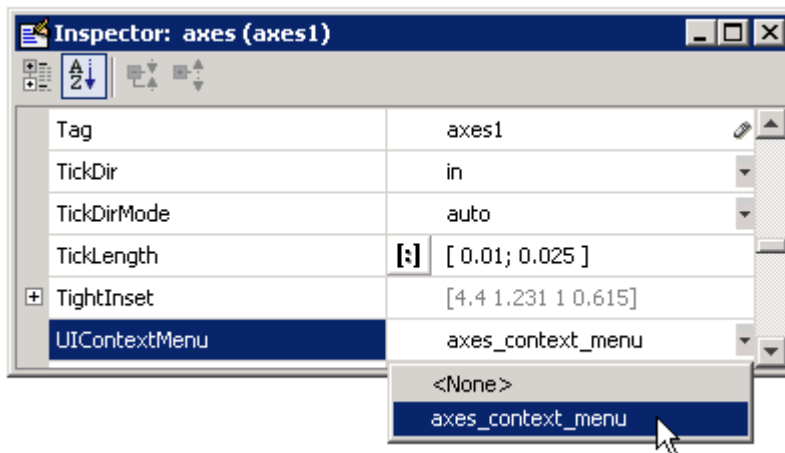 Inspector: axes (axes1)
Tag axes1
TickDir in
TickDirMode auto
TickLength [:] [ 0.01; 0.025 ]
TightInset [4.4 1.231 1 0.615]
UIContextMenu axes_context_menu
<None>
axes_context_menu